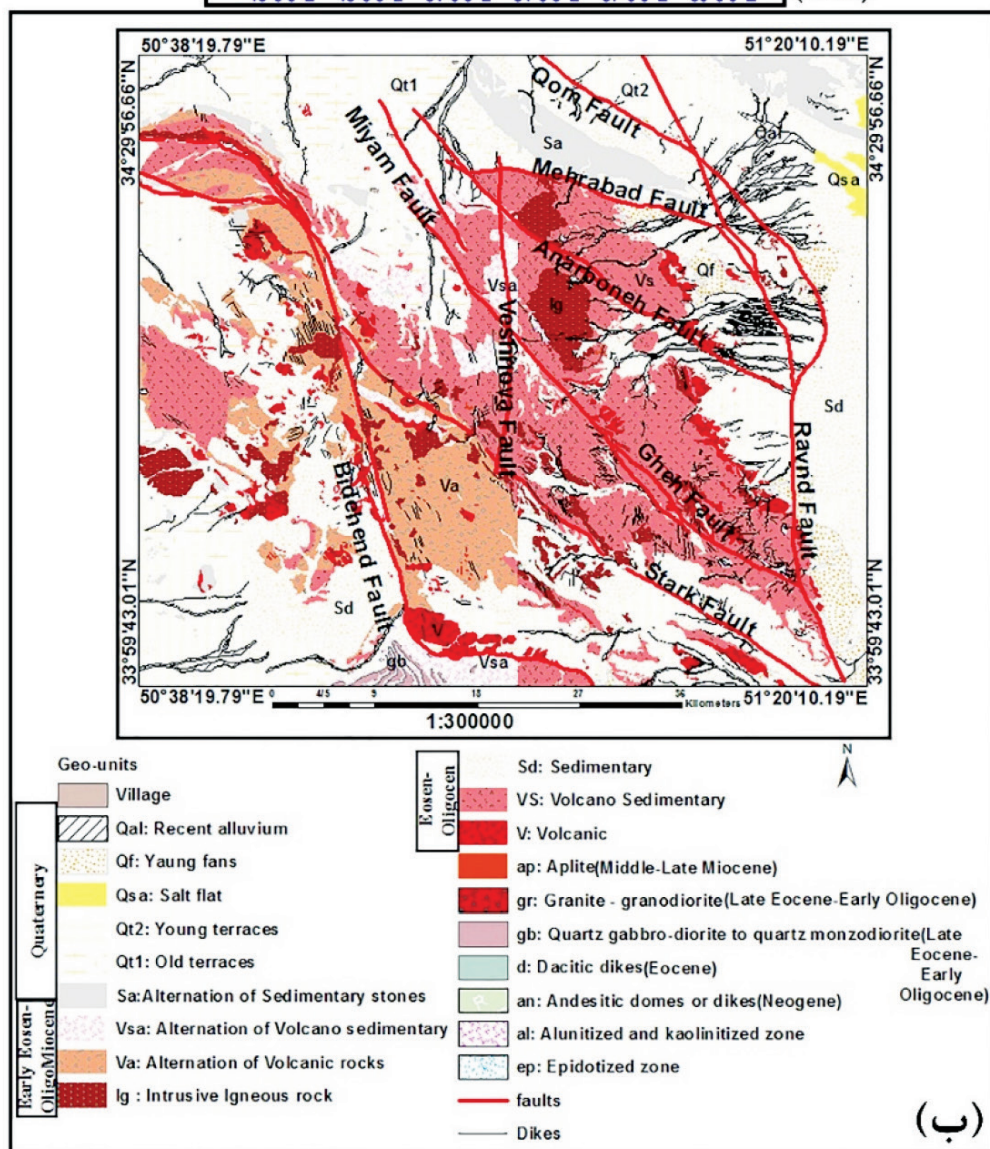 50°38'19.79"E
51°20'10.19"E
34°29'56.66"N
34°29'56.66"N
Qt1
Qt2
Qom Fault
Miyam Fault
Sa
Qal
Qsa
Mehrabad Fault
Anarboneh Fault
Qf
Vs
Vsa
Ig
Veshnova Fault
Sd
Va
Gheh Fault
Ravnd Fault
Bidehend Fault
Stark Fault
Sd
V
gb
Vsa
33°59'43.01"N
33°59'43.01"N
50°38'19.79"E
51°20'10.19"E
0 4/5 9 18 27 36 Kilometers
1:300000
N
Geo-units
Village
Quaternery
Qal: Recent alluvium
Qf: Yaung fans
Qsa: Salt flat
Qt2: Young terraces
Qt1: Old terraces
Early Eosen-OligoMiocene
Sa:Alternation of Sedimentary stones
Vsa: Alternation of Volcano sedimentary
Va: Alternation of Volcanic rocks
Ig : Intrusive Igneous rock
Eosen-
Oligocen
Sd: Sedimentary
VS: Volcano Sedimentary
V: Volcanic
ap: Aplite(Middle-Late Miocene)
gr: Granite - granodiorite(Late Eocene-Early Oligocene)
gb: Quartz gabbro-diorite to quartz monzodiorite(Late
Eocene-
Early
Oligocene)
d: Dacitic dikes(Eocene)
an: Andesitic domes or dikes(Neogene)
al: Alunitized and kaolinitized zone
ep: Epidotized zone
faults
Dikes
(ب)